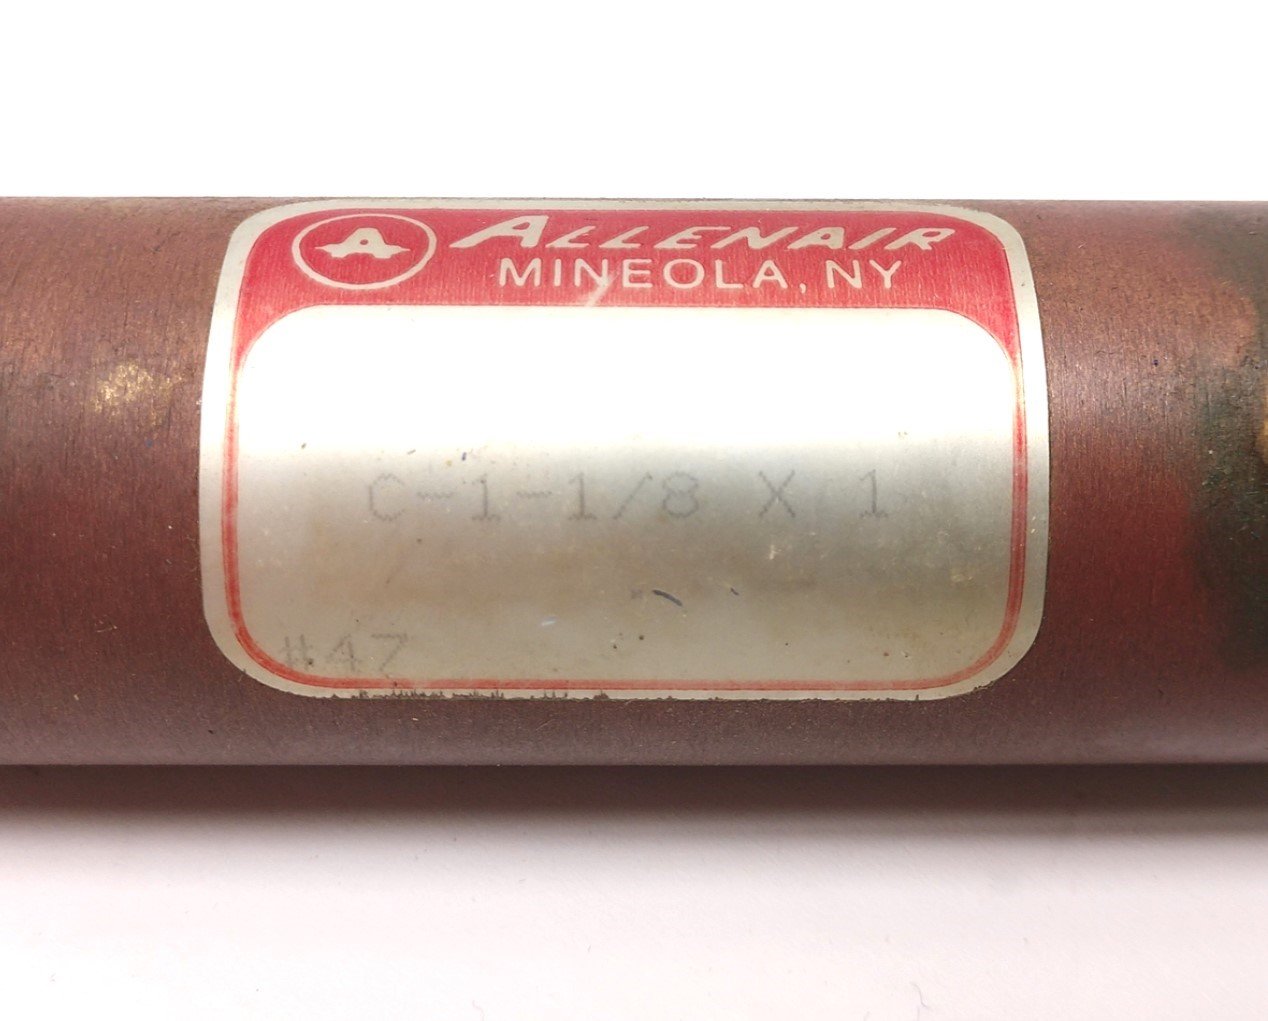 A ALLENAIR
MINEOLA, NY
C-1-1/8 X 1
#47